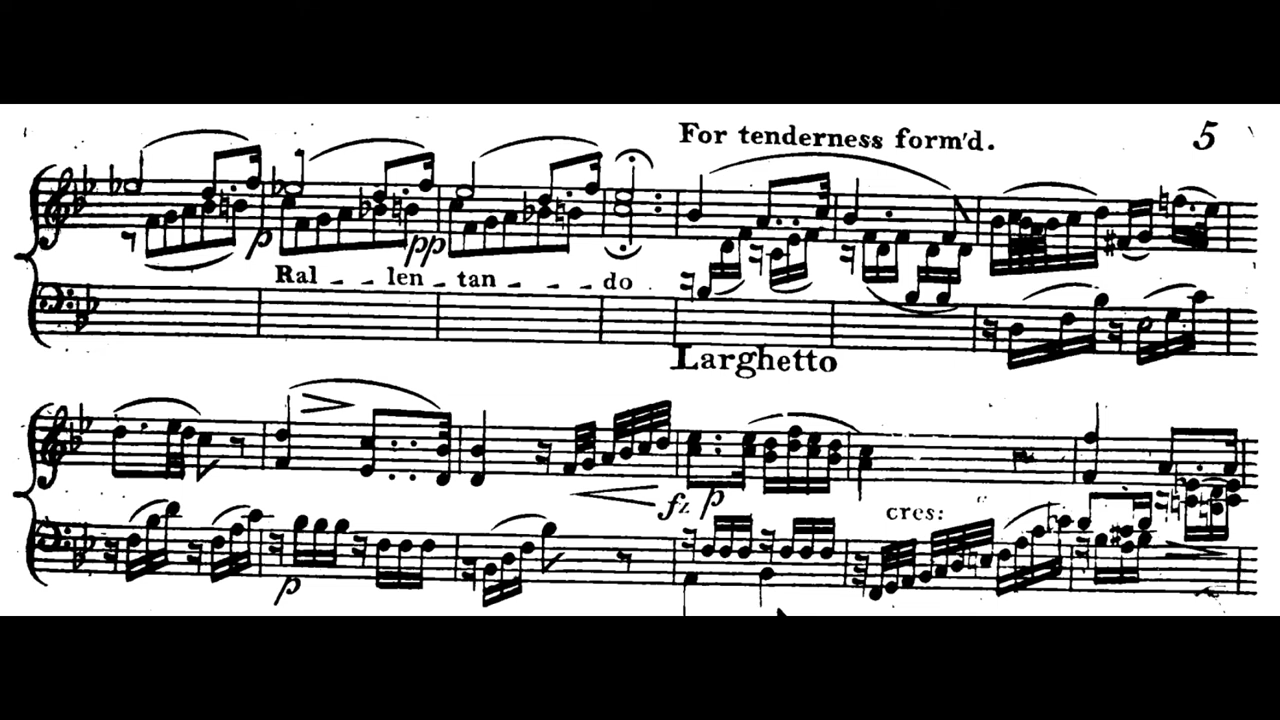 For tenderness form'd. 5
p pp
Ral - - len - tan - - - - do
Larghetto
fz p
cres:
p